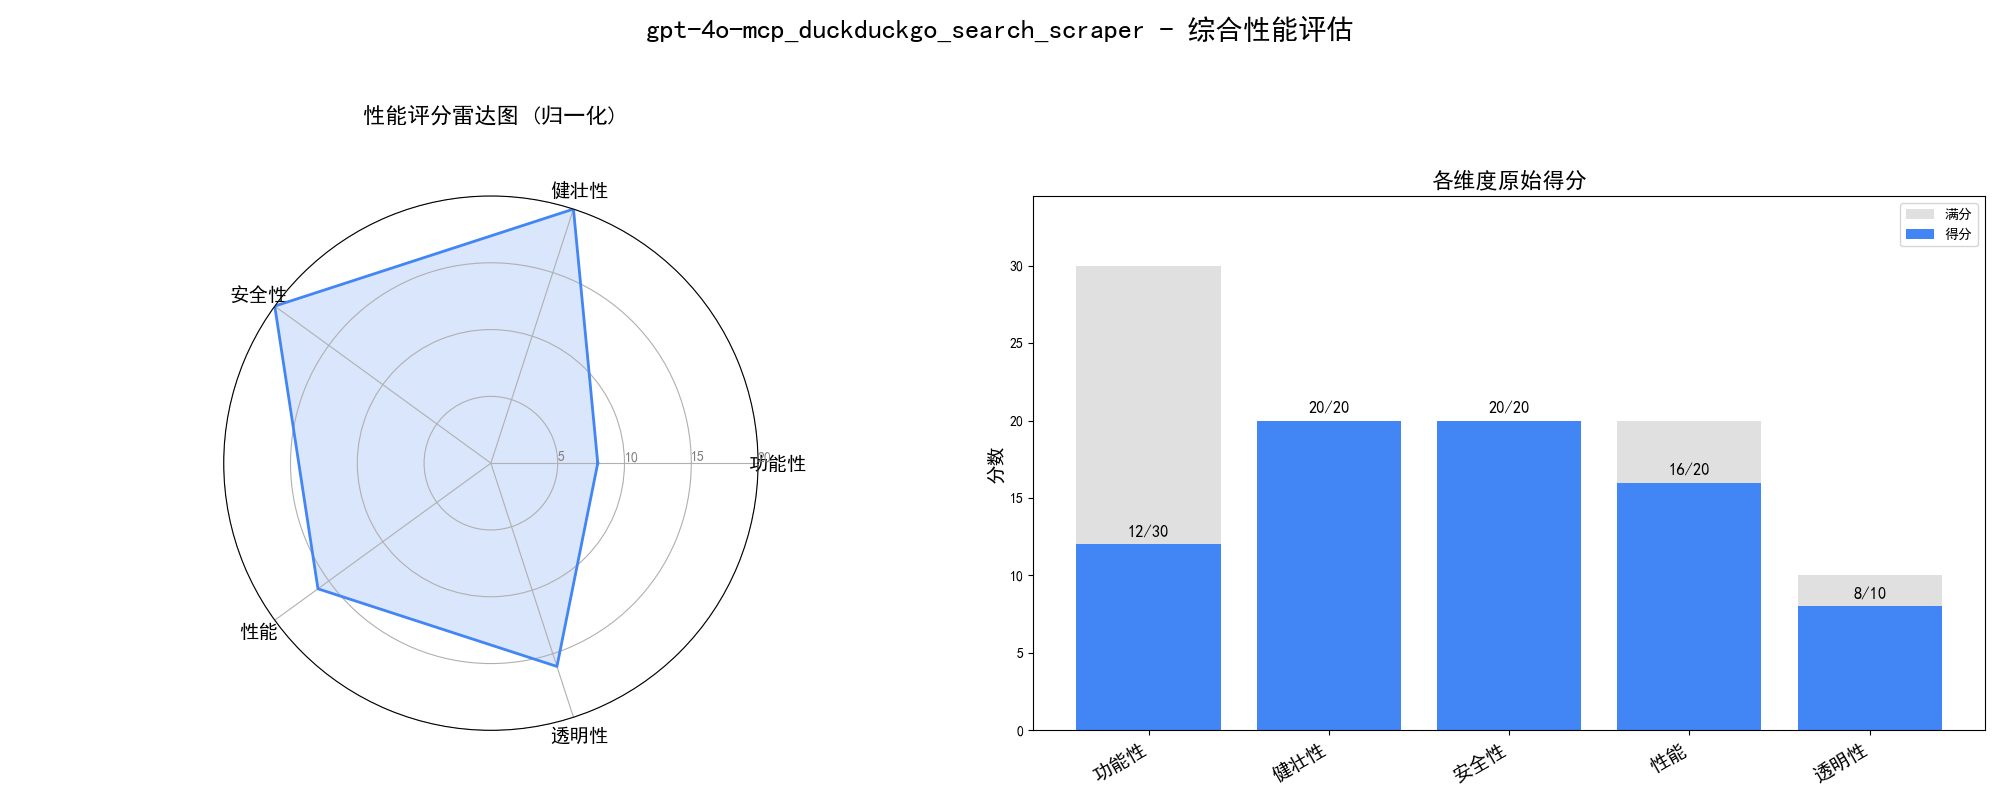 gpt-4o-mcp_duckduckgo_search_scraper - 综合性能评估
性能评分雷达图 (归一化)
健壮性
安全性
5
10
15
20
功能性
性能
透明性
各维度原始得分
满分
得分
分数
30
25
20
15
10
5
0
12/30
20/20
20/20
16/20
8/10
功能性
健壮性
安全性
性能
透明性